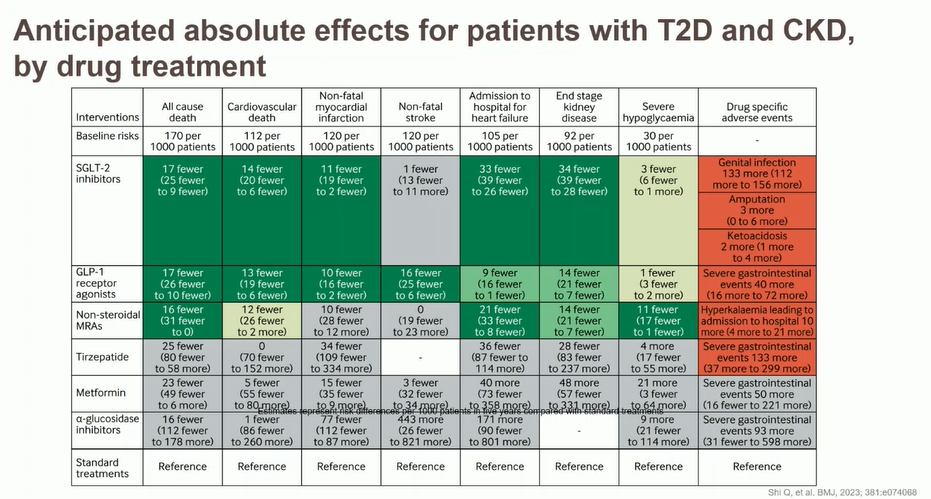 Anticipated absolute effects for patients with T2D and CKD,
by drug treatment
Interventions
All cause
death
Cardiovascular
death
Non-fatal
myocardial
infarction
Non-fatal
stroke
Admission to
hospital for
heart failure
End stage
kidney
disease
Severe
hypoglycaemia
Drug specific
adverse events
Baseline risks
170 per
1000 patients
112 per
1000 patients
120 per
1000 patients
120 per
1000 patients
105 per
1000 patients
92 per
1000 patients
30 per
1000 patients
-
SGLT-2
inhibitors
17 fewer
(25 fewer
to 9 fewer)
14 fewer
(20 fewer
to 6 fewer)
11 fewer
(19 fewer
to 2 fewer)
1 fewer
(13 fewer
to 11 more)
33 fewer
(39 fewer
to 26 fewer)
34 fewer
(39 fewer
to 28 fewer)
3 fewer
(6 fewer
to 1 more)
Genital infection
133 more (112
more to 156 more)
Amputation
3 more
(0 to 6 more)
Ketoacidosis
2 more (1 more
to 4 more)
GLP-1
receptor
agonists
17 fewer
(26 fewer
to 10 fewer)
13 fewer
(19 fewer
to 6 fewer)
10 fewer
(16 fewer
to 2 fewer)
16 fewer
(25 fewer
to 6 fewer)
9 fewer
(16 fewer
to 1 fewer)
14 fewer
(21 fewer
to 7 fewer)
1 fewer
(3 fewer
to 2 more)
Severe gastrointestinal
events 40 more
(16 more to 72 more)
Non-steroidal
MRAs
16 fewer
(31 fewer
to 0)
12 fewer
(26 fewer
to 2 more)
10 fewer
(28 fewer
to 12 more)
0
(19 fewer
to 23 more)
21 fewer
(33 fewer
to 8 fewer)
14 fewer
(21 fewer
to 7 fewer)
11 fewer
(17 fewer
to 1 fewer)
Hyperkalaemia leading to
admission to hospital 10
more (4 more to 21 more)
Tirzepatide
25 fewer
(80 fewer
to 58 more)
0
(70 fewer
to 152 more)
34 fewer
(109 fewer
to 334 more)
-
36 fewer
(87 fewer to
114 more)
28 fewer
(83 fewer
to 237 more)
4 more
(17 fewer
to 55 more)
Severe gastrointestinal
events 133 more
(37 more to 299 more)
Metformin
23 fewer
(49 fewer
to 6 more)
5 fewer
(55 fewer
to 80 more)
15 fewer
(35 fewer
to 9 more)
3 fewer
(32 fewer
to 34 more)
40 more
(73 fewer
to 358 more)
48 more
(57 fewer
to 331 more)
21 more
(3 fewer
to 64 more)
Severe gastrointestinal
events 50 more
(16 fewer to 221 more)
Estimates represent risk differences per 1000 patients in five years compared with standard treatments
α-glucosidase
inhibitors
16 fewer
(112 fewer
to 178 more)
1 fewer
(86 fewer
to 260 more)
77 fewer
(112 fewer
to 87 more)
443 more
(26 fewer
to 821 more)
171 more
(90 fewer
to 801 more)
-
9 more
(21 fewer
to 114 more)
Severe gastrointestinal
events 93 more
(31 fewer to 598 more)
Standard
treatments
Reference
Reference
Reference
Reference
Reference
Reference
Reference
Reference
Shi Q, et al. BMJ, 2023; 381:e074068